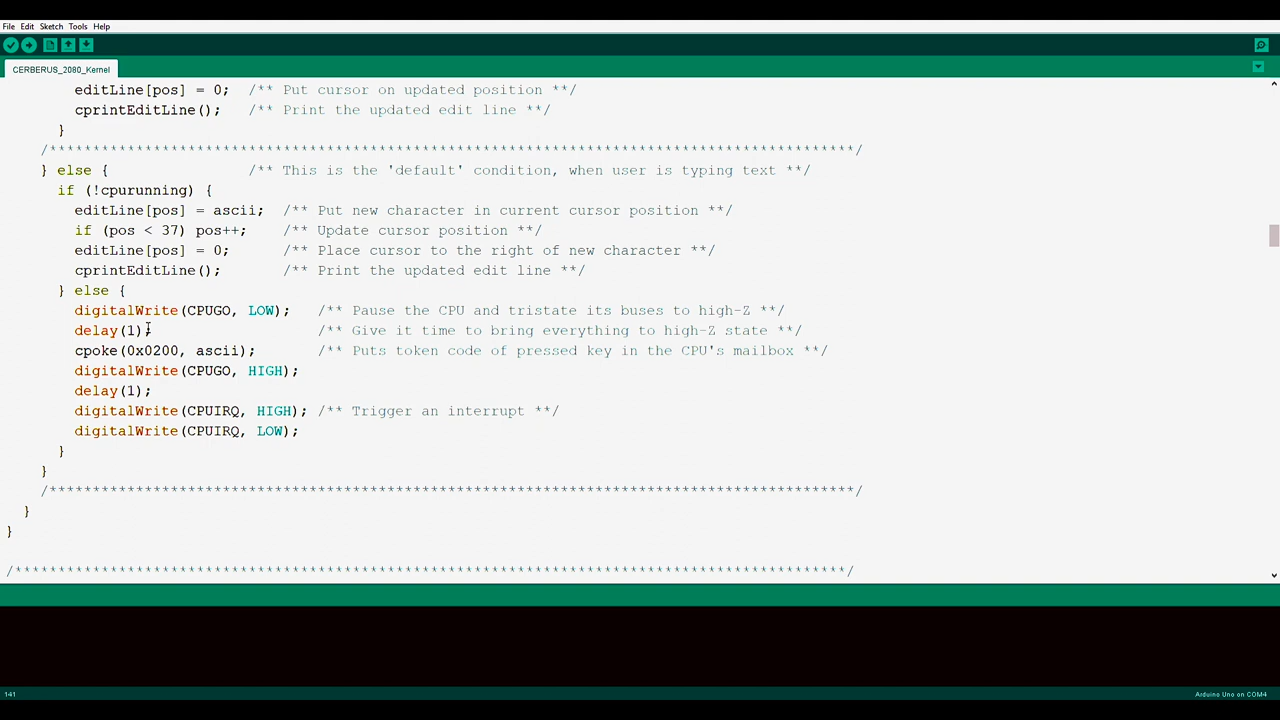 File Edit Sketch Tools Help
CERBERUS_2080_Kernel
editLine[pos] = 0; /** Put cursor on updated position **/
cprintEditLine(); /** Print the updated edit line **/
}
/**********************************************************************************************/
} else { /** This is the 'default' condition, when user is typing text **/
if (!cpurunning) {
editLine[pos] = ascii; /** Put new character in current cursor position **/
if (pos < 37) pos++; /** Update cursor position **/
editLine[pos] = 0; /** Place cursor to the right of new character **/
cprintEditLine(); /** Print the updated edit line **/
} else {
digitalWrite(CPUGO, LOW); /** Pause the CPU and tristate its buses to high-Z **/
delay(1); /** Give it time to bring everything to high-Z state **/
cpoke(0x0200, ascii); /** Puts token code of pressed key in the CPU's mailbox **/
digitalWrite(CPUGO, HIGH);
delay(1);
digitalWrite(CPUIRQ, HIGH); /** Trigger an interrupt **/
digitalWrite(CPUIRQ, LOW);
}
}
/**********************************************************************************************/
}
}
/*************************************************************************************************/
141 Arduino Uno on COM4